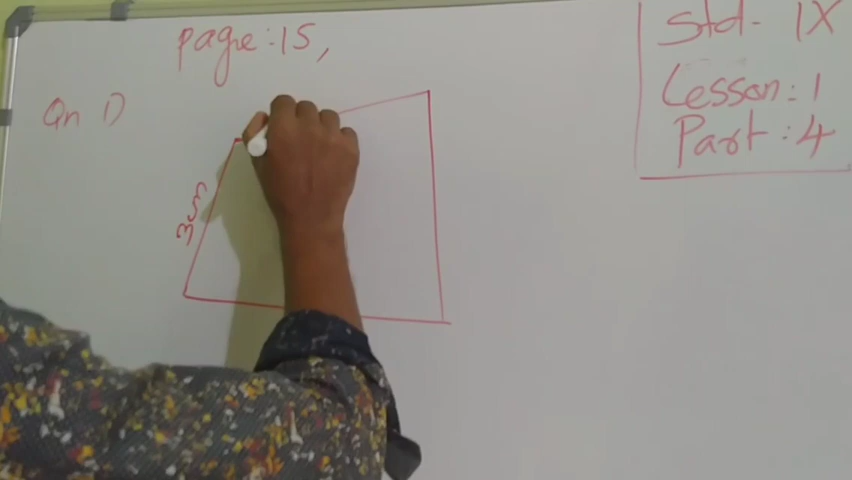 page:15,
Qn 1)
3cm
Std- IX
Lesson:1
Part:4